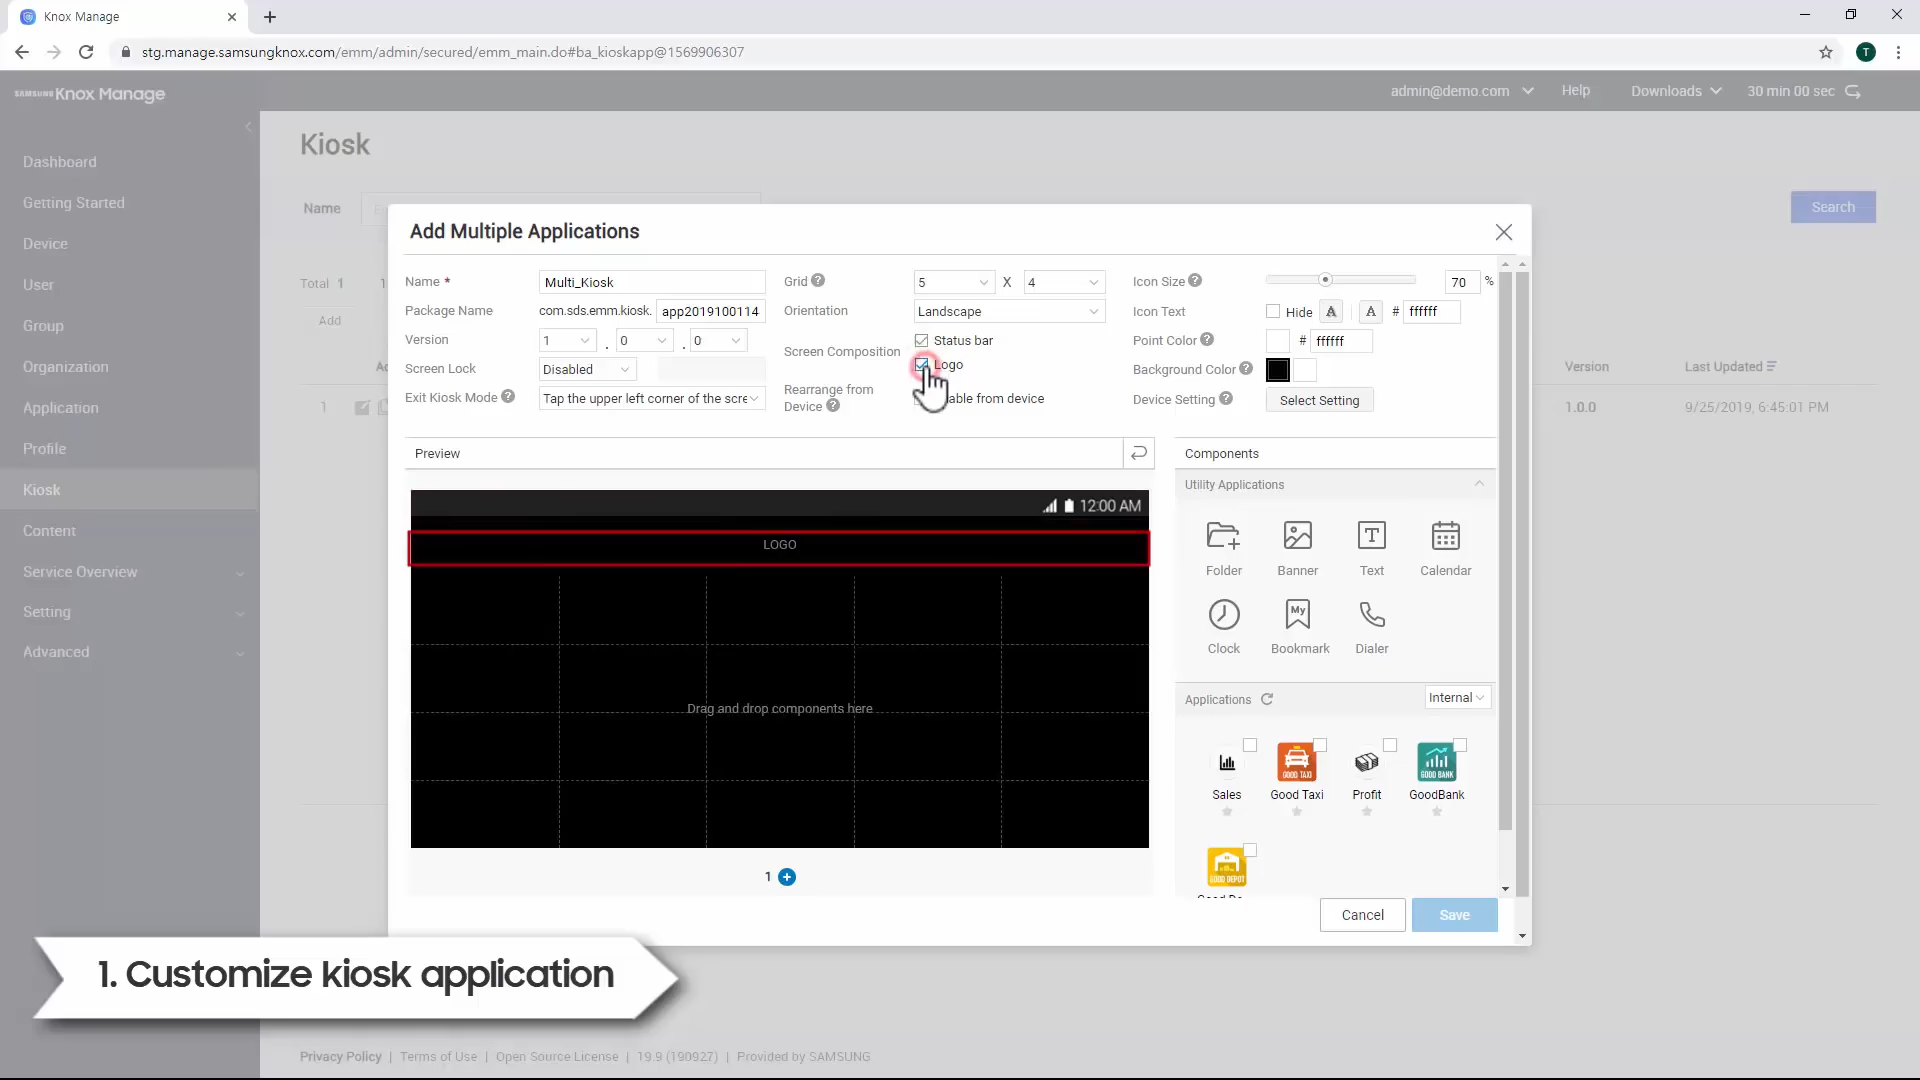 Knox Manage
stg.manage.samsungknox.com/emm/admin/secured/emm_main.do#ba_kioskapp@1569906307
T
SAMSUNG Knox Manage
admin@demo.com
Help
Downloads
30 min 00 sec
Dashboard
Getting Started
Device
User
Group
Organization
Application
Profile
Kiosk
Content
Service Overview
Setting
Advanced
Kiosk
Name
Search
Total 1
Add
Version
Last Updated
1
1.0.0
9/25/2019, 6:45:01 PM
Add Multiple Applications
Name *
Multi_Kiosk
Package Name
com.sds.emm.kiosk.
app2019100114
Version
1 . 0 . 0
Screen Lock
Disabled
Exit Kiosk Mode ?
Tap the upper left corner of the scre
Grid ?
5 X 4
Orientation
Landscape
Screen Composition
Status bar
Logo
Rearrange from
Device ?
from device
Icon Size ?
70 %
Icon Text
Hide A A # ffffff
Point Color ?
# ffffff
Background Color ?
Device Setting ?
Select Setting
Preview
12:00 AM
LOGO
Drag and drop components here
1 +
Components
Utility Applications
Folder
Banner
T
Text
Calendar
Clock
My
Bookmark
Dialer
Applications
Internal
Sales
GOOD TAXI
Good Taxi
Profit
GOOD BANK
GoodBank
GOOD DEPOT
Cancel
Save
1. Customize kiosk application
Privacy Policy | Terms of Use | Open Source License | 19.9 (190927) | Provided by SAMSUNG